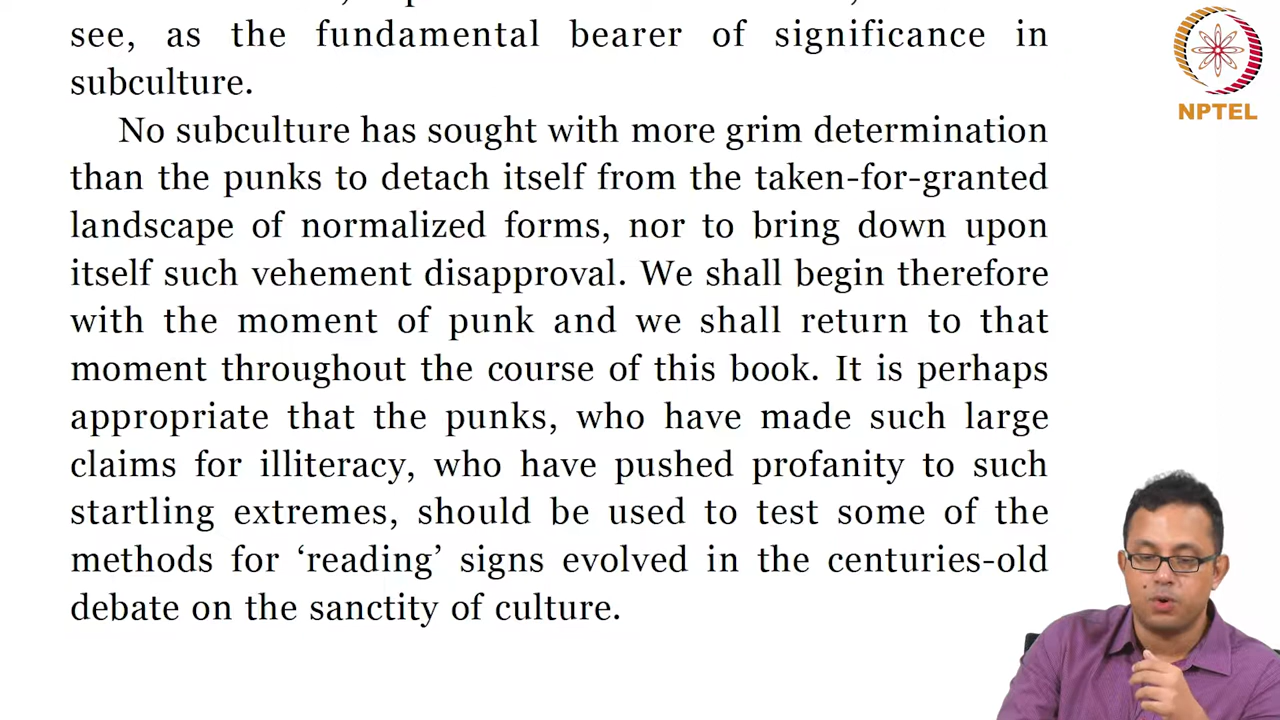 see, as the fundamental bearer of significance in
subculture.
No subculture has sought with more grim determination
than the punks to detach itself from the taken-for-granted
landscape of normalized forms, nor to bring down upon
itself such vehement disapproval. We shall begin therefore
with the moment of punk and we shall return to that
moment throughout the course of this book. It is perhaps
appropriate that the punks, who have made such large
claims for illiteracy, who have pushed profanity to such
startling extremes, should be used to test some of the
methods for ‘reading’ signs evolved in the centuries-old
debate on the sanctity of culture.
NPTEL